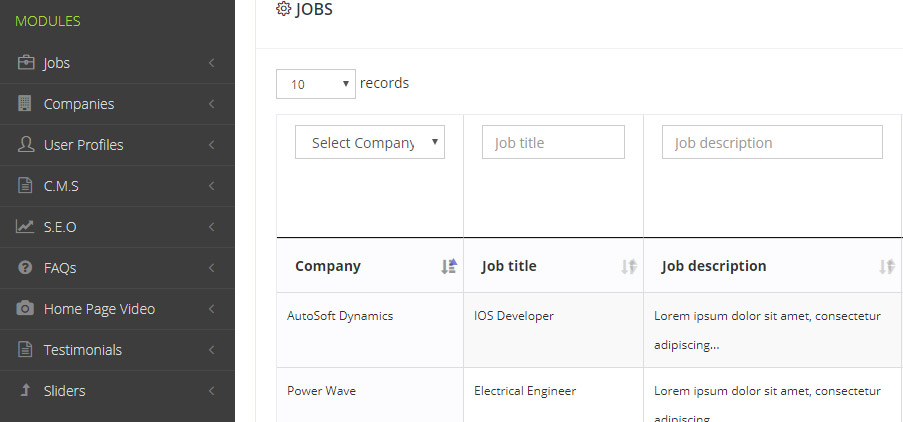 MODULES
Jobs
Companies
User Profiles
C.M.S
S.E.O
FAQs
Home Page Video
Testimonials
Sliders
JOBS
10 records
Select Company Job title Job description
Company Job title Job description
AutoSoft Dynamics IOS Developer Lorem ipsum dolor sit amet, consectetur
adipiscing...
Power Wave Electrical Engineer Lorem ipsum dolor sit amet, consectetur
adipiscing